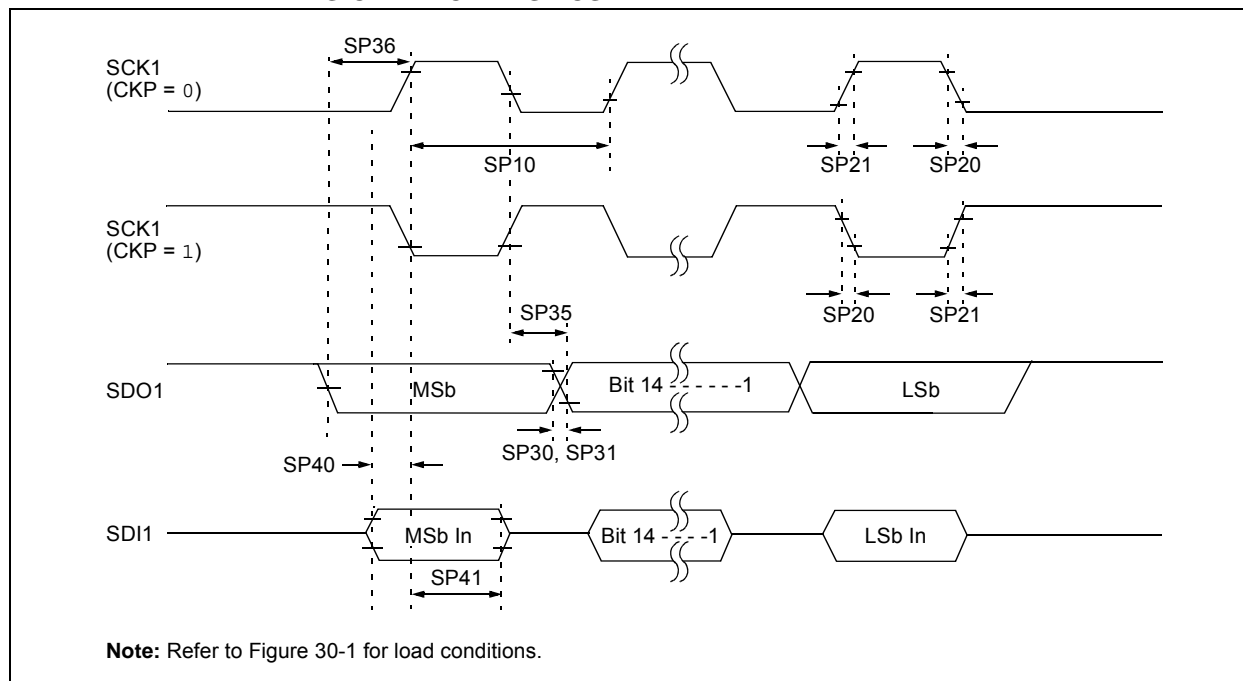 SP36
SCK1
(CKP = 0)
SP10
SP21
SP20
SCK1
(CKP = 1)
SP35
SP20
SP21
SDO1
MSb
Bit 14 - - - - - -1
LSb
SP30, SP31
SP40
SDI1
MSb In
Bit 14 - - - - -1
LSb In
SP41
Note: Refer to Figure 30-1 for load conditions.